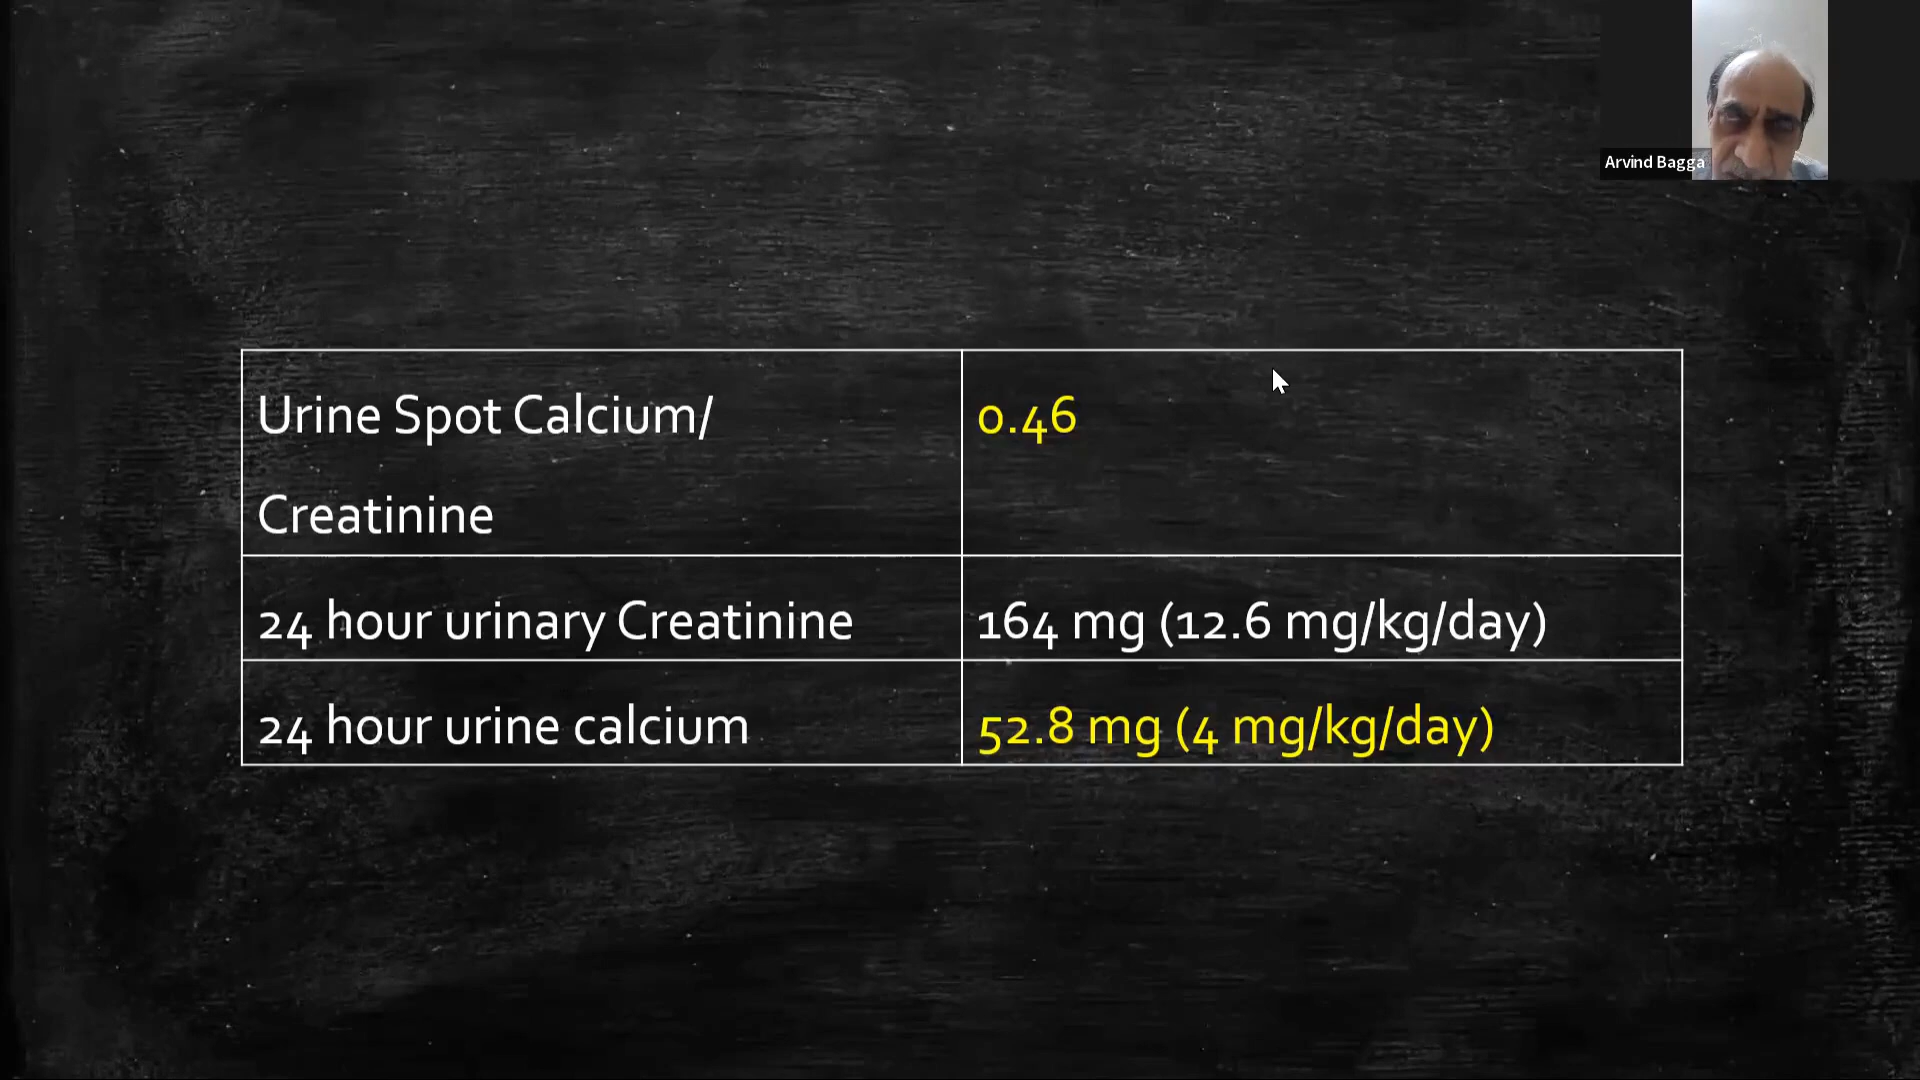 Arvind Bagga
Urine Spot Calcium/
Creatinine
0.46
24 hour urinary Creatinine
164 mg (12.6 mg/kg/day)
24 hour urine calcium
52.8 mg (4 mg/kg/day)